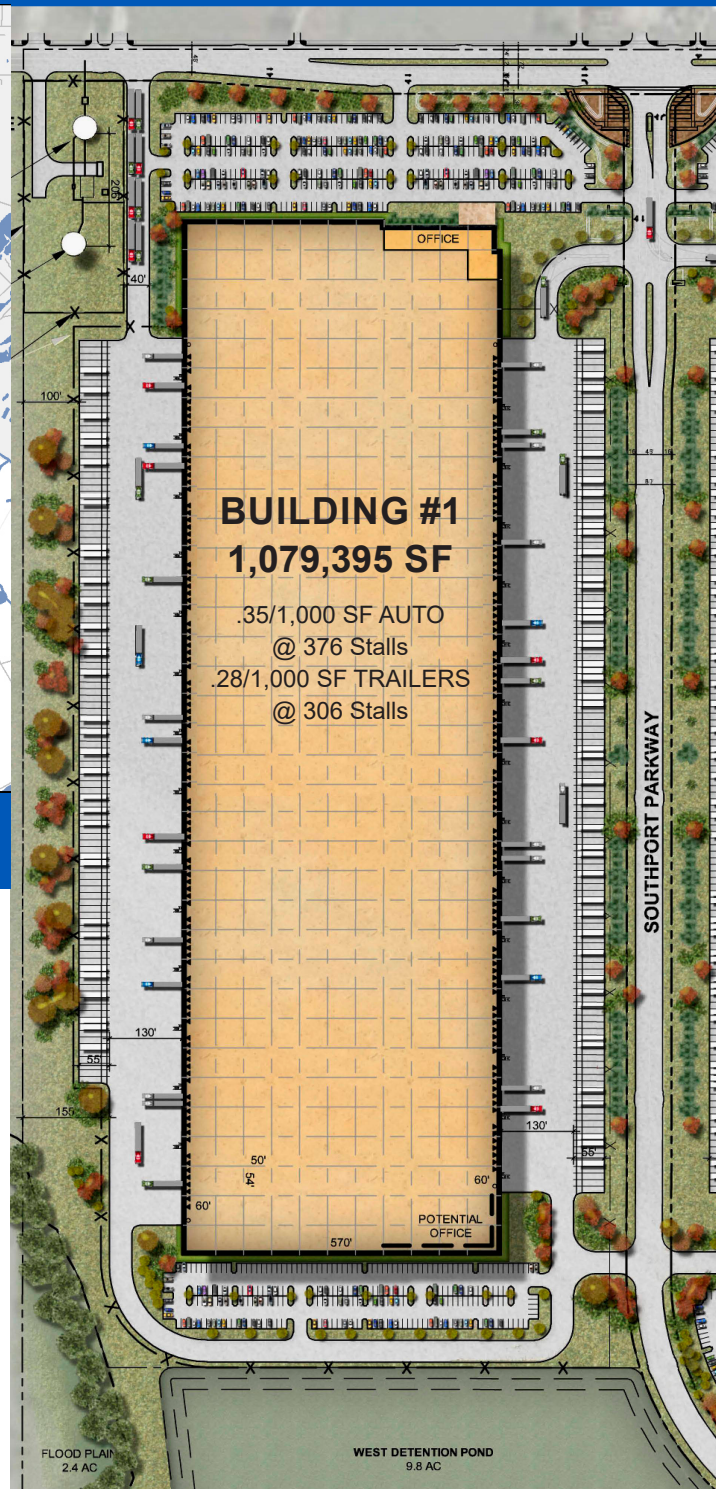 OFFICE
206'
40'
100'
BUILDING #1
1,079,395 SF
.35/1,000 SF AUTO
@ 376 Stalls
.28/1,000 SF TRAILERS
@ 306 Stalls
SOUTHPORT PARKWAY
130'
55'
155'
130'
55'
50'
54'
60'
60'
570'
POTENTIAL
OFFICE
FLOOD PLAIN
2.4 AC
WEST DETENTION POND
9.8 AC